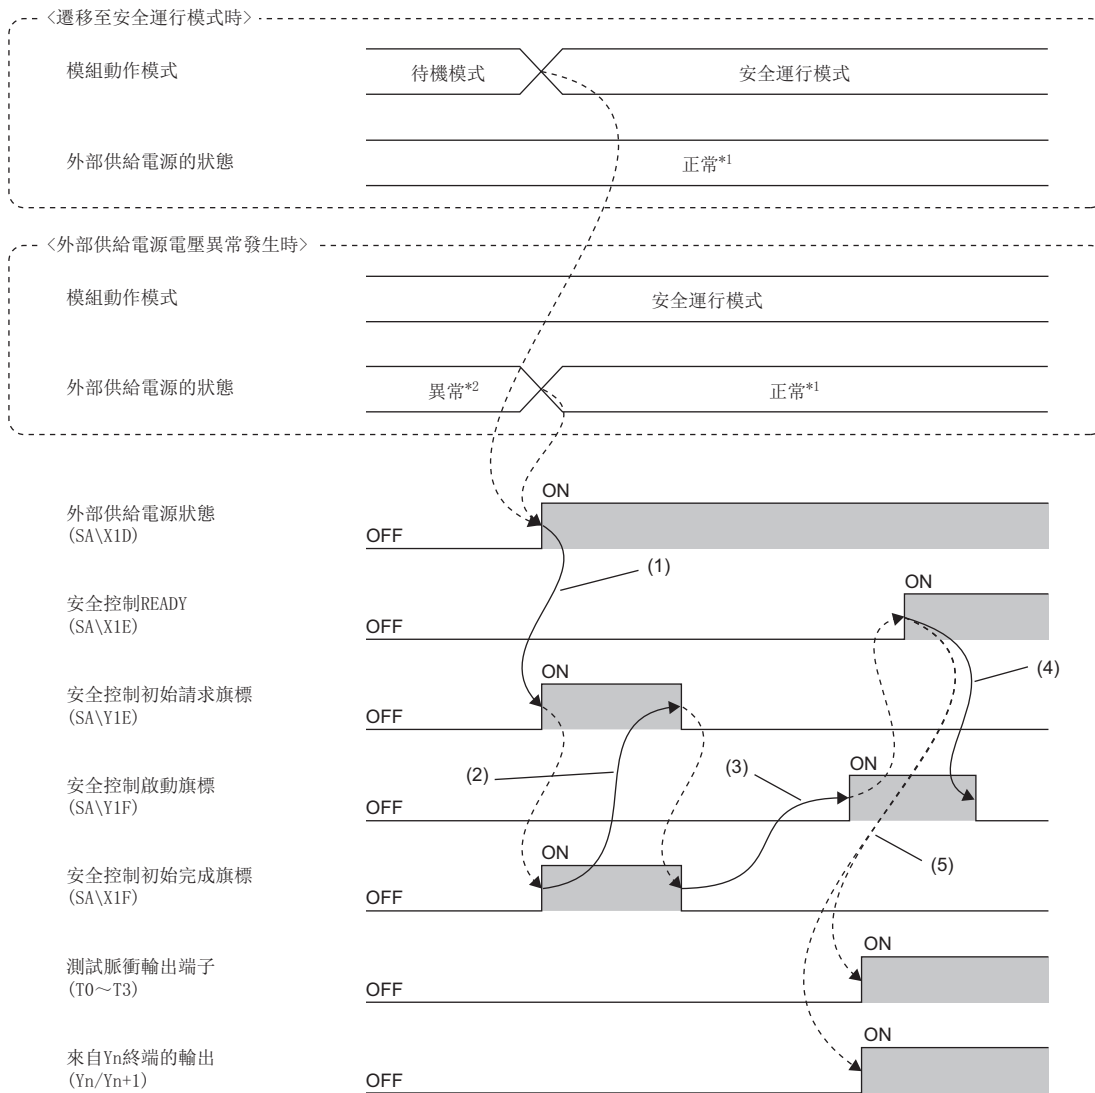 〈遷移至安全運行模式時〉
模組動作模式
待機模式
安全運行模式
外部供給電源的狀態
正常*1
〈外部供給電源電壓異常發生時〉
模組動作模式
安全運行模式
外部供給電源的狀態
異常*2
正常*1
外部供給電源狀態
(SA\X1D)
OFF
ON
(1)
安全控制READY
(SA\X1E)
OFF
ON
安全控制初始請求旗標
(SA\Y1E)
OFF
ON
(4)
安全控制啟動旗標
(SA\Y1F)
OFF
(2)
(3)
ON
安全控制初始完成旗標
(SA\X1F)
OFF
ON
(5)
測試脈衝輸出端子
(T0～T3)
OFF
ON
來自Yn終端的輸出
(Yn/Yn+1)
OFF
ON